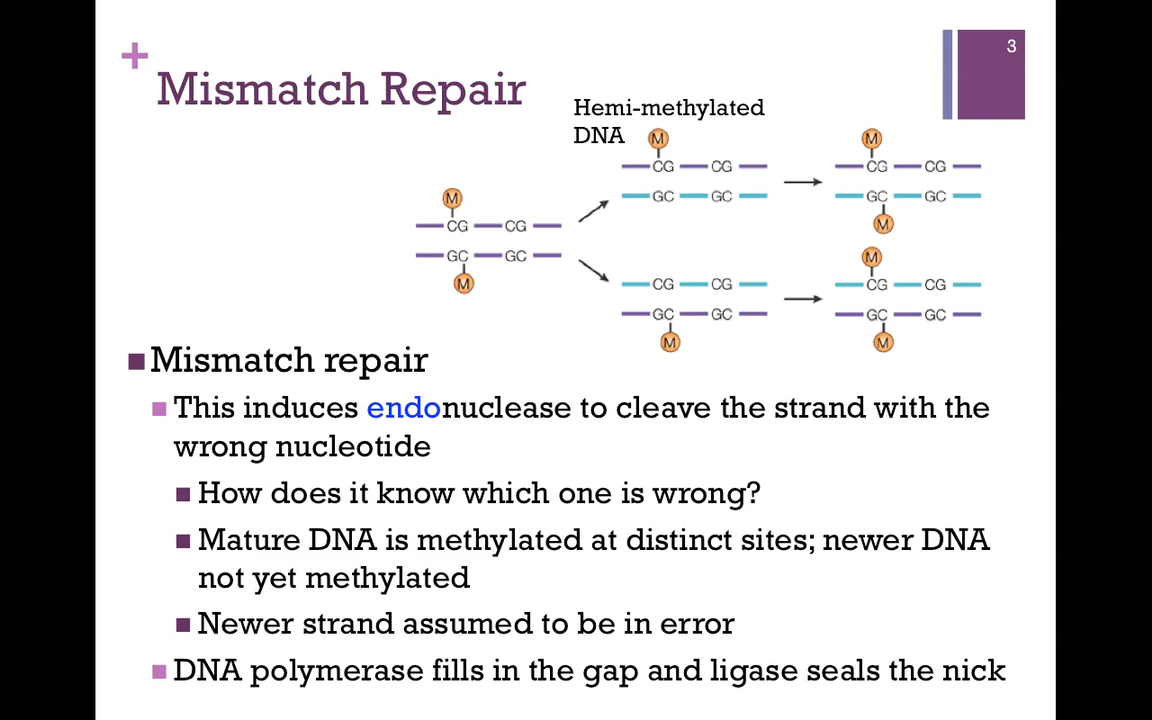 3
+
Mismatch Repair
Hemi-methylated
DNA
M
CG CG
GC GC
M
M
CG CG
GC GC
M
CG CG
GC GC
M
CG CG
GC GC
M
M
CG CG
GC GC
M
Mismatch repair
This induces endonuclease to cleave the strand with the
wrong nucleotide
How does it know which one is wrong?
Mature DNA is methylated at distinct sites; newer DNA
not yet methylated
Newer strand assumed to be in error
DNA polymerase fills in the gap and ligase seals the nick